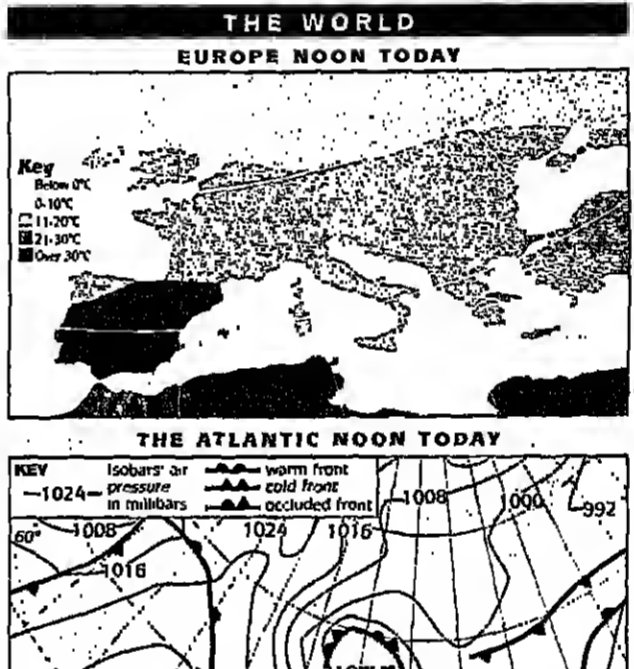 THE WORLD
EUROPE NOON TODAY
Key
Below 0°C
0-10°C
11-20°C
21-30°C
Over 30°C
THE ATLANTIC NOON TODAY
KEY
Isobars' air
warm front
1024
pressure
cold front
in millibars
occluded front
1008
1000
992
60°
1008
1024
1016
1016